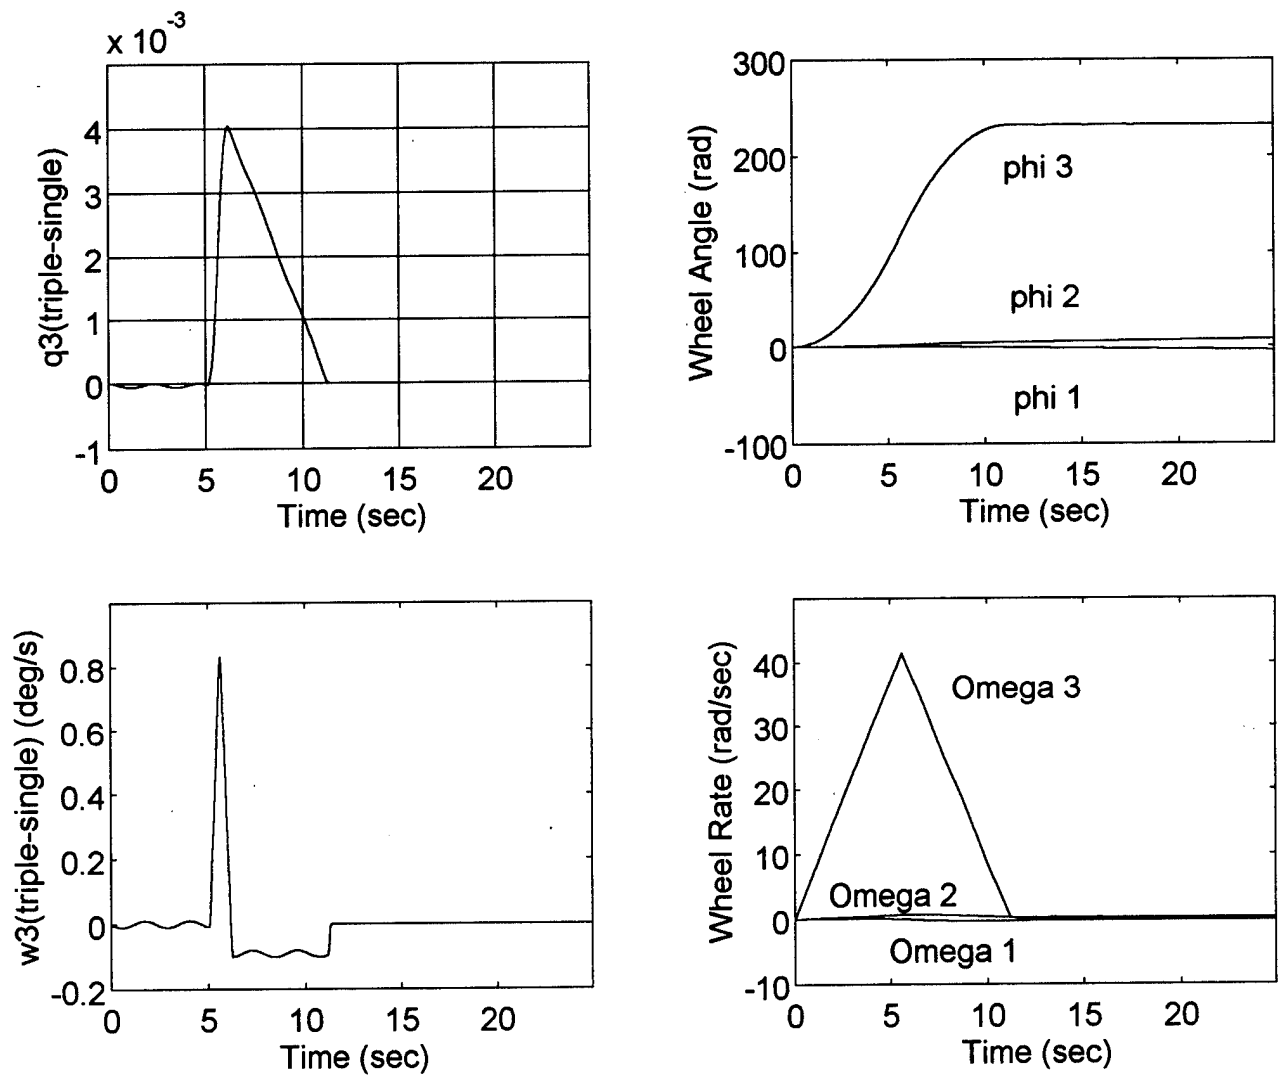 x 10-3
q3(triple-single)
4
3
2
1
0
-1
0 5 10 15 20
Time (sec)
Wheel Angle (rad)
300
200
100
0
-100
phi 3
phi 2
phi 1
0 5 10 15 20
Time (sec)
w3(triple-single) (deg/s)
0.8
0.6
0.4
0.2
0
-0.2
0 5 10 15 20
Time (sec)
Wheel Rate (rad/sec)
40
30
20
10
0
-10
Omega 3
Omega 2
Omega 1
0 5 10 15 20
Time (sec)